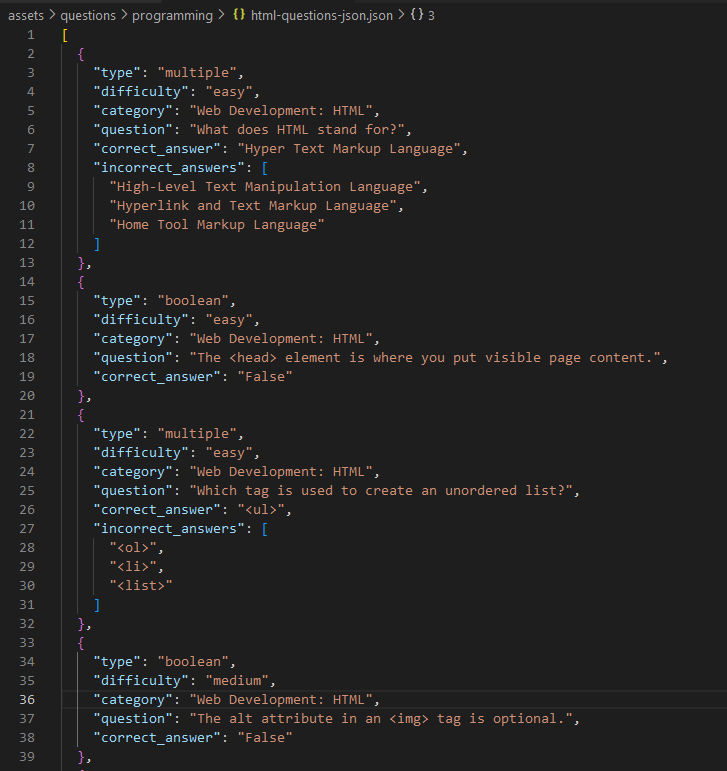 assets > questions > programming > {} html-questions-json.json > {} 3
1 [
2 {
3 "type": "multiple",
4 "difficulty": "easy",
5 "category": "Web Development: HTML",
6 "question": "What does HTML stand for?",
7 "correct_answer": "Hyper Text Markup Language",
8 "incorrect_answers": [
9 "High-Level Text Manipulation Language",
10 "Hyperlink and Text Markup Language",
11 "Home Tool Markup Language"
12 ]
13 },
14 {
15 "type": "boolean",
16 "difficulty": "easy",
17 "category": "Web Development: HTML",
18 "question": "The <head> element is where you put visible page content.",
19 "correct_answer": "False"
20 },
21 {
22 "type": "multiple",
23 "difficulty": "easy",
24 "category": "Web Development: HTML",
25 "question": "Which tag is used to create an unordered list?",
26 "correct_answer": "<ul>",
27 "incorrect_answers": [
28 "<ol>",
29 "<li>",
30 "<list>"
31 ]
32 },
33 {
34 "type": "boolean",
35 "difficulty": "medium",
36 "category": "Web Development: HTML",
37 "question": "The alt attribute in an <img> tag is optional.",
38 "correct_answer": "False"
39 },